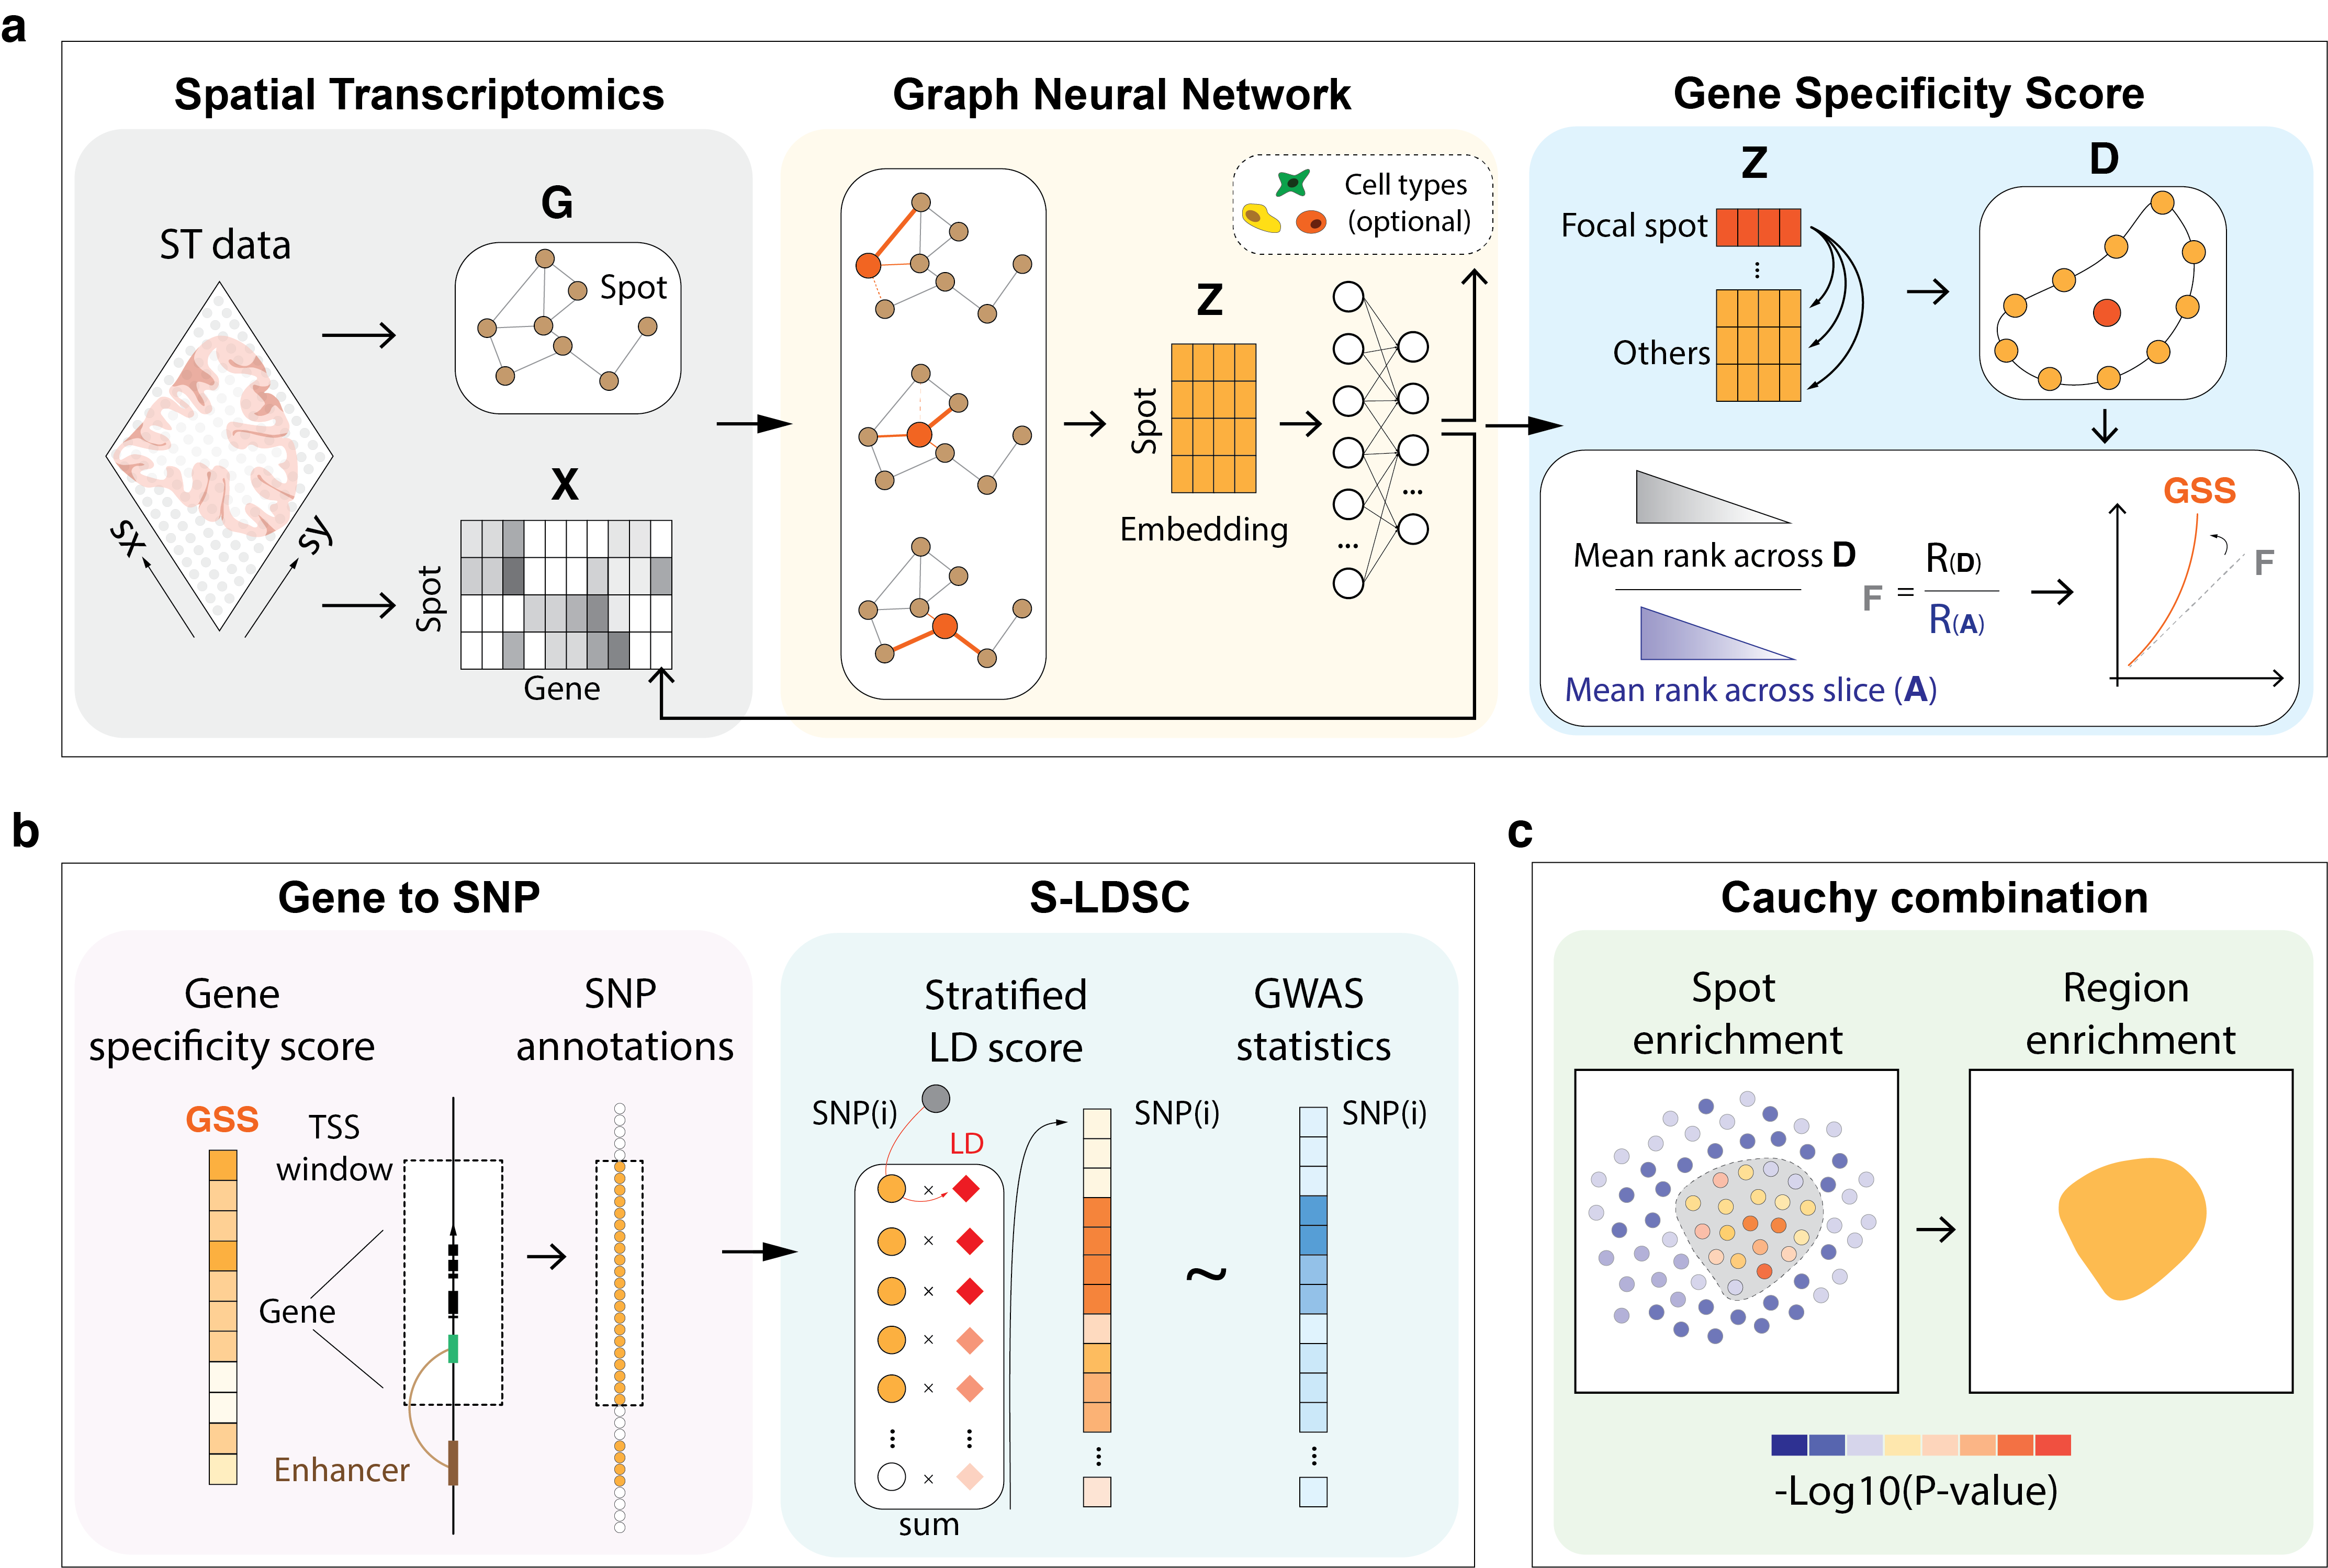 a
Spatial Transcriptomics
ST data
sx
sy
G
Spot
X
Spot
Gene
Graph Neural Network
Cell types
(optional)
Z
Spot
Embedding
...
...
Gene Specificity Score
Z
Focal spot
...
Others
D
Mean rank across D
Mean rank across slice (A)
F = R(D)
R(A)
GSS
F
b
Gene to SNP
Gene
specificity score
SNP
annotations
GSS
TSS
window
Gene
Enhancer
S-LDSC
Stratified
LD score
GWAS
statistics
SNP(i)
LD
SNP(i)
SNP(i)
×
×
×
~
×
×
... ... ... ...
×
sum
c
Cauchy combination
Spot
enrichment
Region
enrichment
-Log10(P-value)